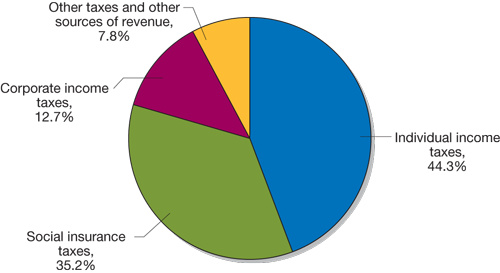 Other taxes and other
sources of revenue,
7.8%
Corporate income
taxes,
12.7%
Individual income
taxes,
44.3%
Social insurance
taxes,
35.2%